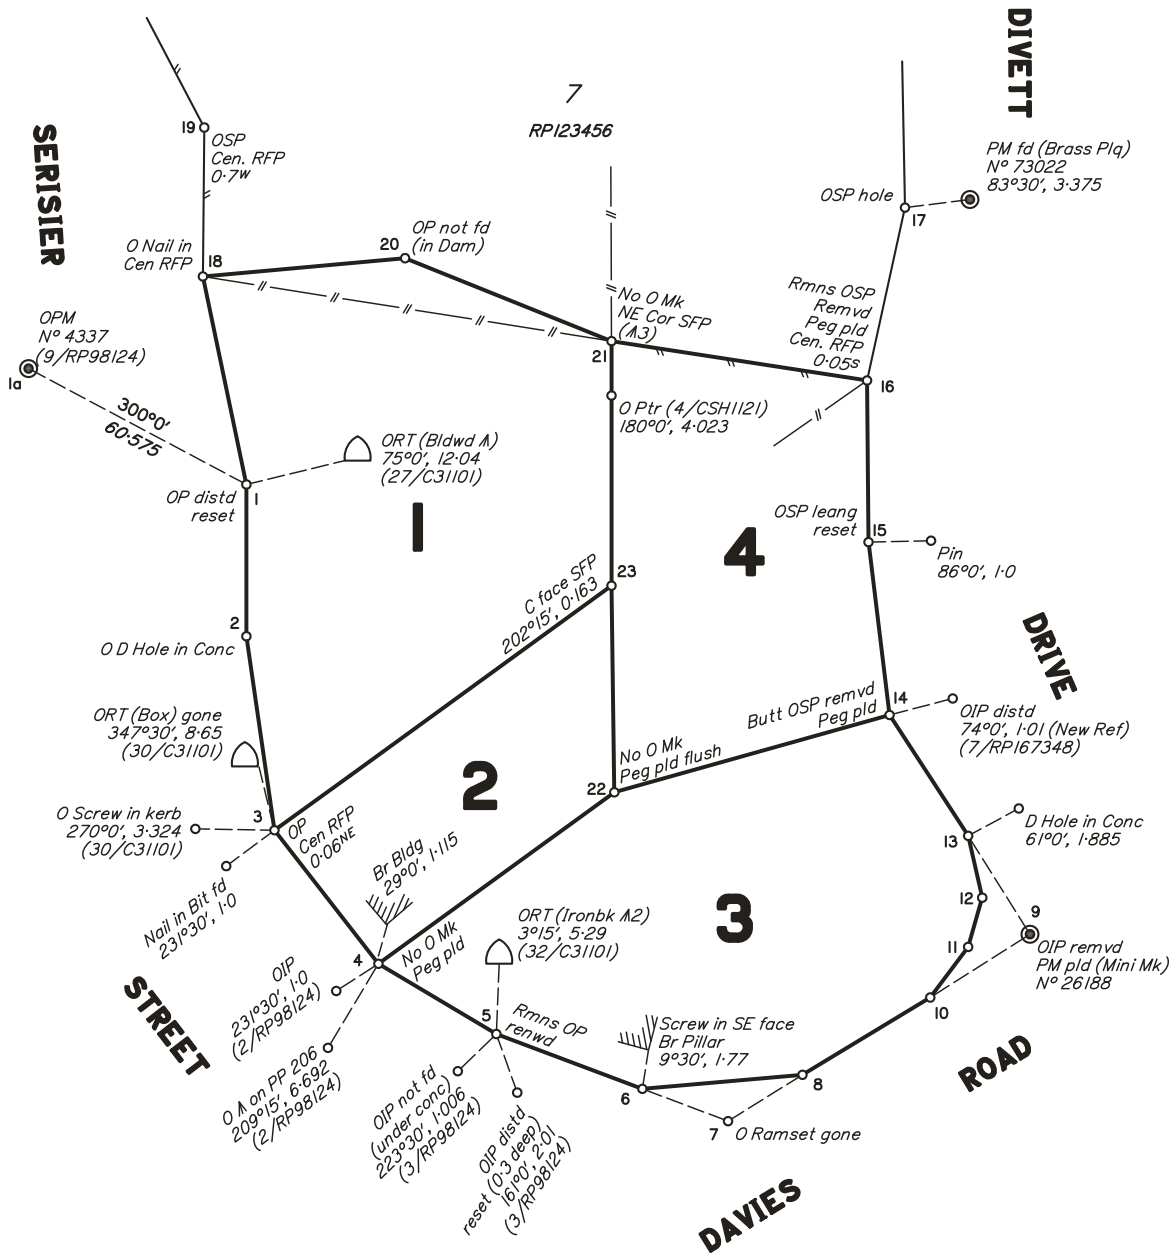 DIVETT
7
RP123456
19
OSP
Cen. RFP
0·7W
SERISIER
PM fd (Brass Plq)
Nº 73022
83°30', 3·375
OSP hole
17
OP not fd
(in Dam)
20
O Nail in
Cen RFP
18
No O Mk
NE Cor SFP
(Λ3)
21
Rmns OSP
Remvd
Peg pld
Cen. RFP
0·05s
16
OPM
Nº 4337
(9/RP98124)
1a
300°0'
60·575
O Ptr (4/CSH1121)
180°0', 4·023
ORT (Bldwd Λ)
75°0', 12·04
(27/C31101)
OP distd
reset
1
1
4
OSP leang
reset
15
Pin
86°0', 1·0
C face SFP
202°15', 0·163
23
2
O D Hole in Conc
DRIVE
ORT (Box) gone
347°30', 8·65
(30/C31101)
Butt OSP remvd
Peg pld
14
OIP distd
74°0', 1·01 (New Ref)
(7/RP167348)
No O Mk
Peg pld flush
22
2
O Screw in kerb
270°0', 3·324
(30/C31101)
3
OP
Cen RFP
0·06NE
Nail in Bit fd
231°30', 1·0
Br Bldg
29°0', 1·115
13
D Hole in Conc
61°0', 1·885
12
3
9
OIP remvd
PM pld (Mini Mk)
Nº 26188
11
10
ORT (Ironbk Λ2)
3°15', 5·29
(32/C31101)
4
No O Mk
Peg pld
STREET
OIP
231°30', 1·0
(2/RP98124)
O Λ on PP 206
209°15', 6·692
(2/RP98124)
5
Rmns OP
renwd
Screw in SE face
Br Pillar
9°30', 1·77
ROAD
OIP not fd
(under conc)
223°30', 1·006
(3/RP98124)
OIP distd
reset (0·3 deep)
161°0', 2·01
(3/RP98124)
6
8
7
O Ramset gone
DAVIES